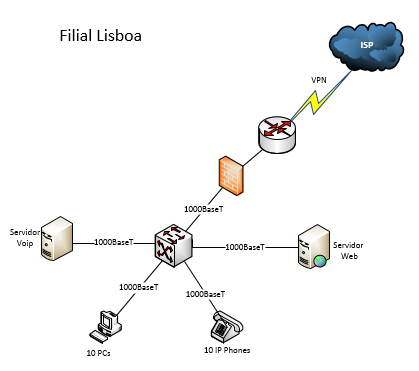 Filial Lisboa
ISP
VPN
1000BaseT
Servidor
Voip
1000BaseT
1000BaseT
Servidor
Web
1000BaseT
1000BaseT
10 PCs
10 IP Phones